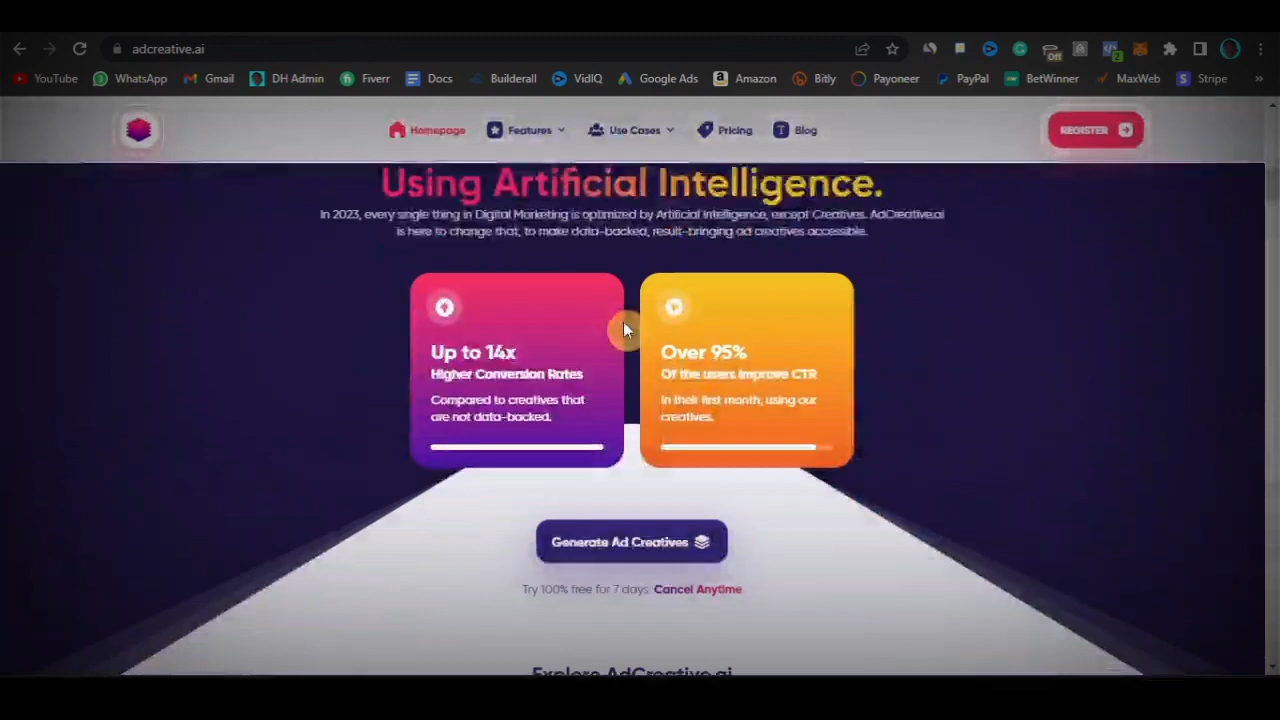 adcreative.ai
Off
2
YouTube WhatsApp Gmail DH Admin Fiverr Docs Builderall VidIQ Google Ads Amazon Bitly Payoneer PayPal BetWinner MaxWeb Stripe »
Homepage Features Use Cases Pricing Blog REGISTER
Using Artificial Intelligence.
In 2023, every single thing in Digital Marketing is optimized by Artificial Intelligence, except Creatives. AdCreative.ai
is here to change that, to make data-backed, result-bringing ad creatives accessible.
Up to 14x
Higher Conversion Rates
Compared to creatives that
are not data-backed.
Over 95%
Of the users improve CTR
In their first month, using our
creatives.
Generate Ad Creatives
Try 100% free for 7 days. Cancel Anytime
Explore AdCreative.ai